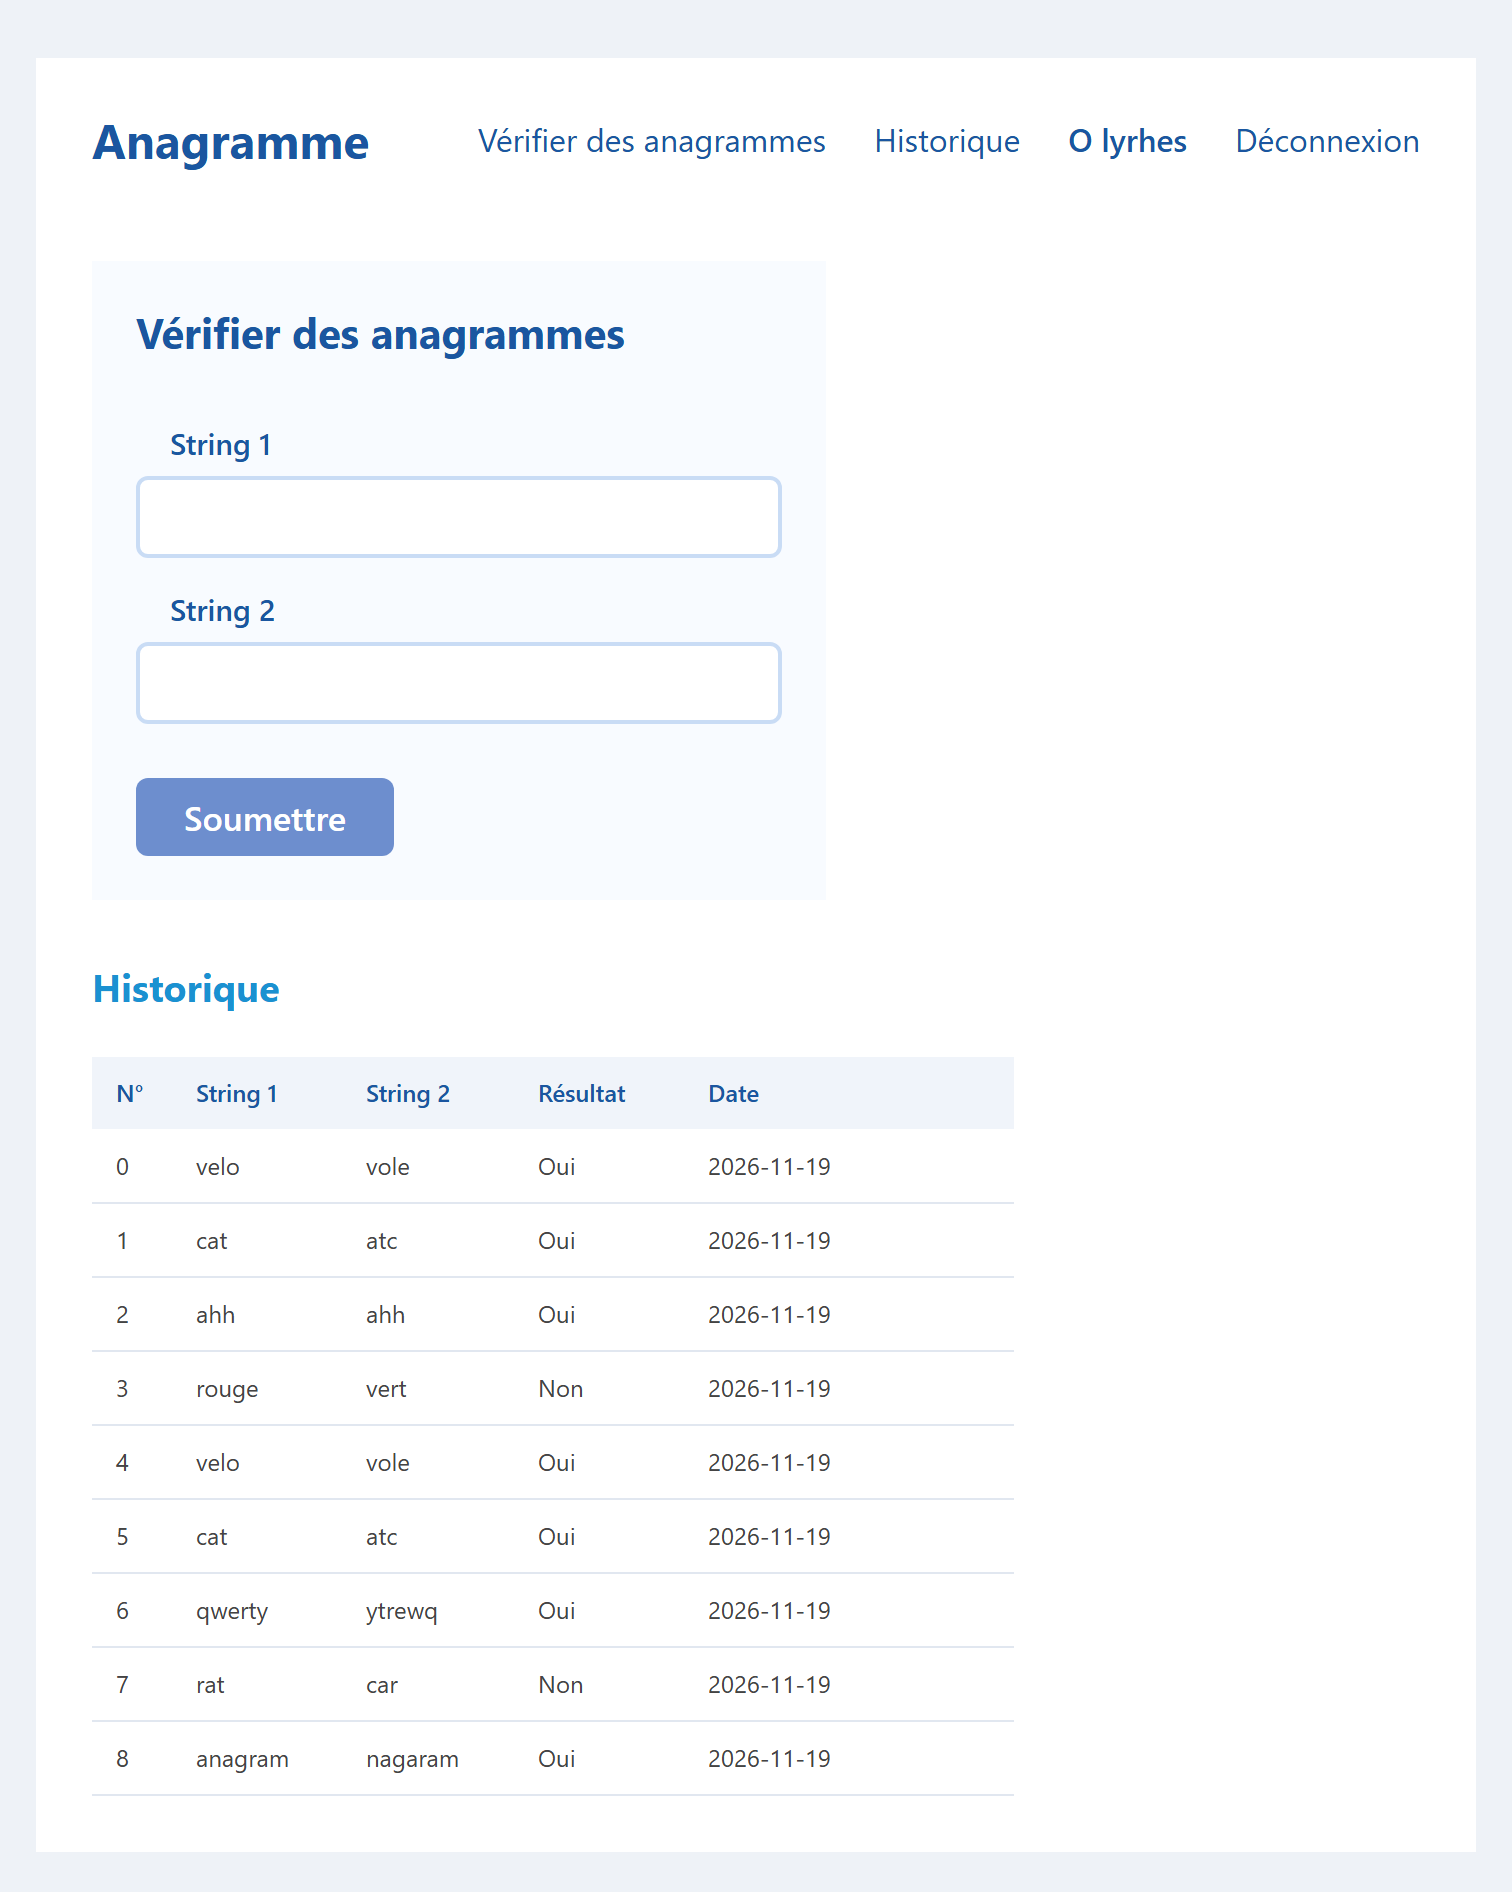 Anagramme
Vérifier des anagrammes Historique O lyrhes Déconnexion
Vérifier des anagrammes
String 1
String 2
Soumettre
Historique
N° String 1 String 2 Résultat Date
0 velo vole Oui 2026-11-19
1 cat atc Oui 2026-11-19
2 ahh ahh Oui 2026-11-19
3 rouge vert Non 2026-11-19
4 velo vole Oui 2026-11-19
5 cat atc Oui 2026-11-19
6 qwerty ytrewq Oui 2026-11-19
7 rat car Non 2026-11-19
8 anagram nagaram Oui 2026-11-19